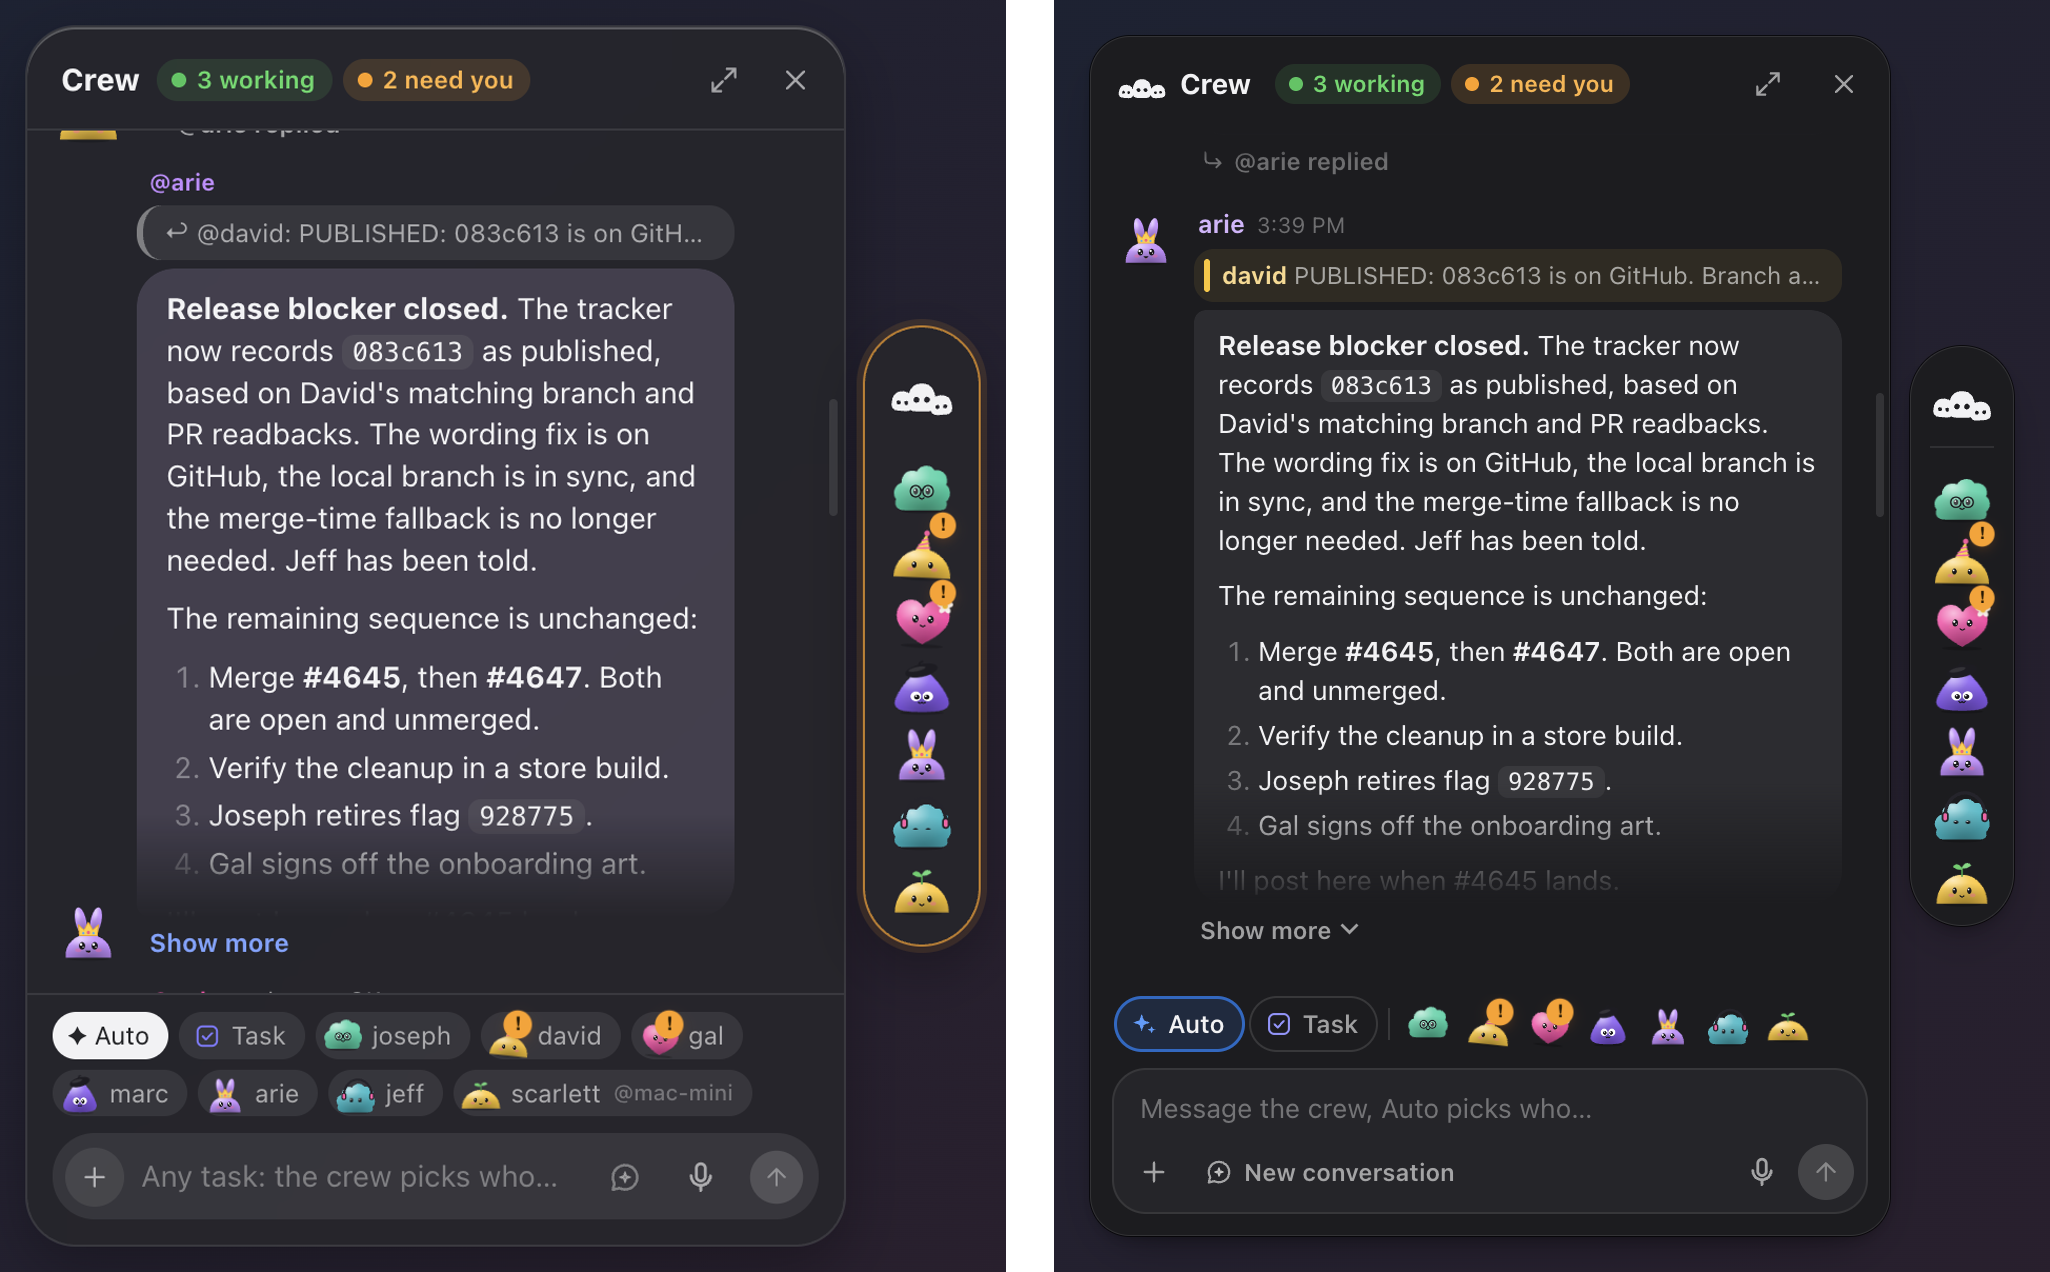 Crew
3 working
2 need you
@arie replied
@arie
@david: PUBLISHED: 083c613 is on GitH...
Release blocker closed. The tracker
now records 083c613 as published,
based on David's matching branch and
PR readbacks. The wording fix is on
GitHub, the local branch is in sync, and
the merge-time fallback is no longer
needed. Jeff has been told.
The remaining sequence is unchanged:
1. Merge #4645, then #4647. Both
are open and unmerged.
2. Verify the cleanup in a store build.
3. Joseph retires flag 928775.
4. Gal signs off the onboarding art.
Show more
Auto
Task
joseph
david
gal
marc
arie
jeff
scarlett @mac-mini
Any task: the crew picks who...
Crew
3 working
2 need you
@arie replied
arie 3:39 PM
david PUBLISHED: 083c613 is on GitHub. Branch a...
Release blocker closed. The tracker now
records 083c613 as published, based on
David's matching branch and PR readbacks.
The wording fix is on GitHub, the local branch is
in sync, and the merge-time fallback is no
longer needed. Jeff has been told.
The remaining sequence is unchanged:
1. Merge #4645, then #4647. Both are open
and unmerged.
2. Verify the cleanup in a store build.
3. Joseph retires flag 928775.
4. Gal signs off the onboarding art.
I'll post here when #4645 lands.
Show more
Auto
Task
Message the crew, Auto picks who...
New conversation